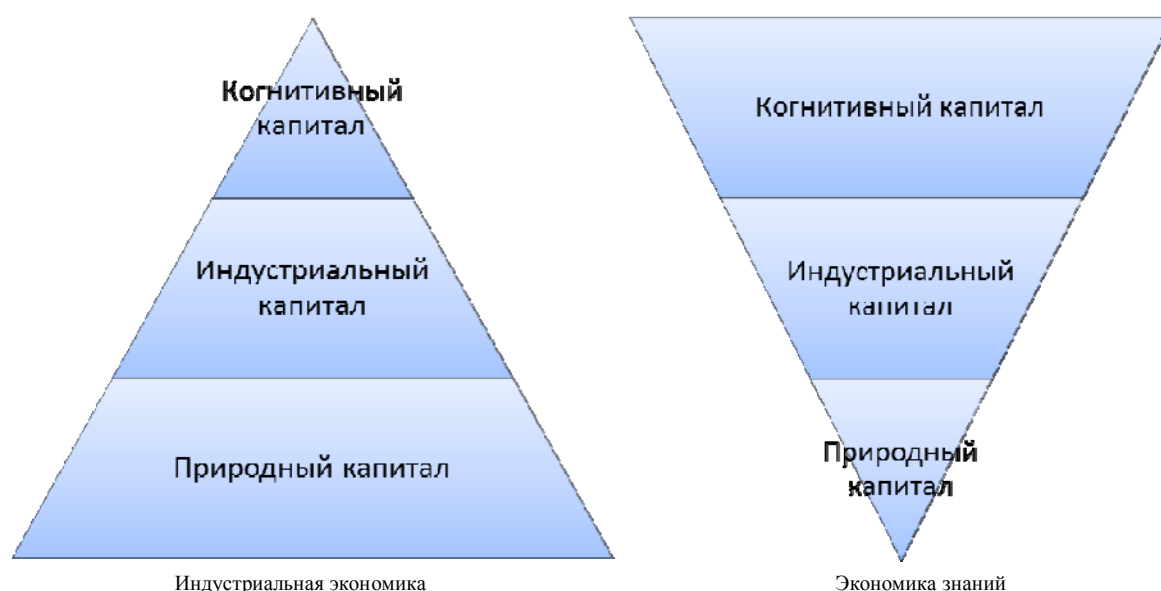 Когнитивный
капитал
Индустриальный
капитал
Природный капитал
Индустриальная экономика
Когнитивный капитал
Индустриальный
капитал
Природный
капитал
Экономика знаний